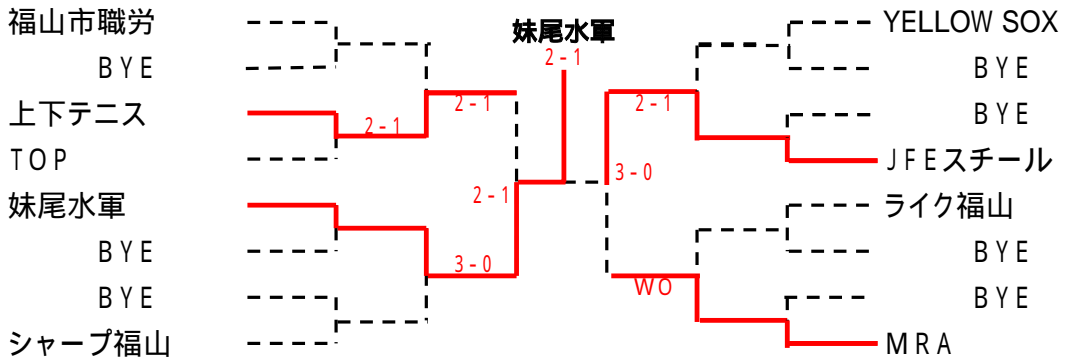 福山市職労
BYE
上下テニス
TOP
妹尾水軍
BYE
BYE
シャープ福山
2-1
2-1
3-0
2-1
妹尾水軍
2-1
2-1
3-0
WO
YELLOW SOX
BYE
BYE
JFEスチール
ライク福山
BYE
BYE
MRA